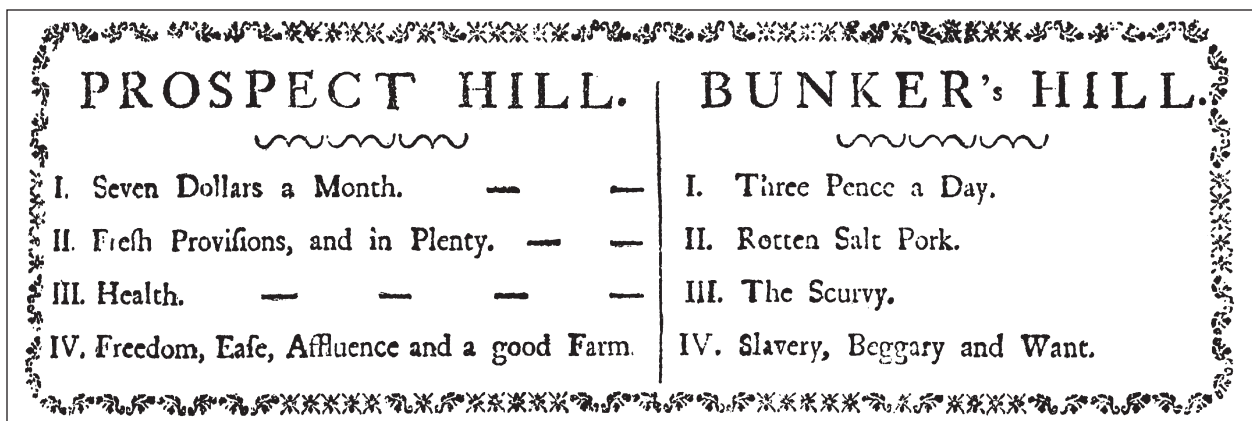 PROSPECT HILL.
I. Seven Dollars a Month. — —
II. Freſh Proviſions, and in Plenty. — —
III. Health. — — — —
IV. Freedom, Eaſe, Affluence and a good Farm.
BUNKER's HILL.
I. Three Pence a Day.
II. Rotten Salt Pork.
III. The Scurvy.
IV. Slavery, Beggary and Want.